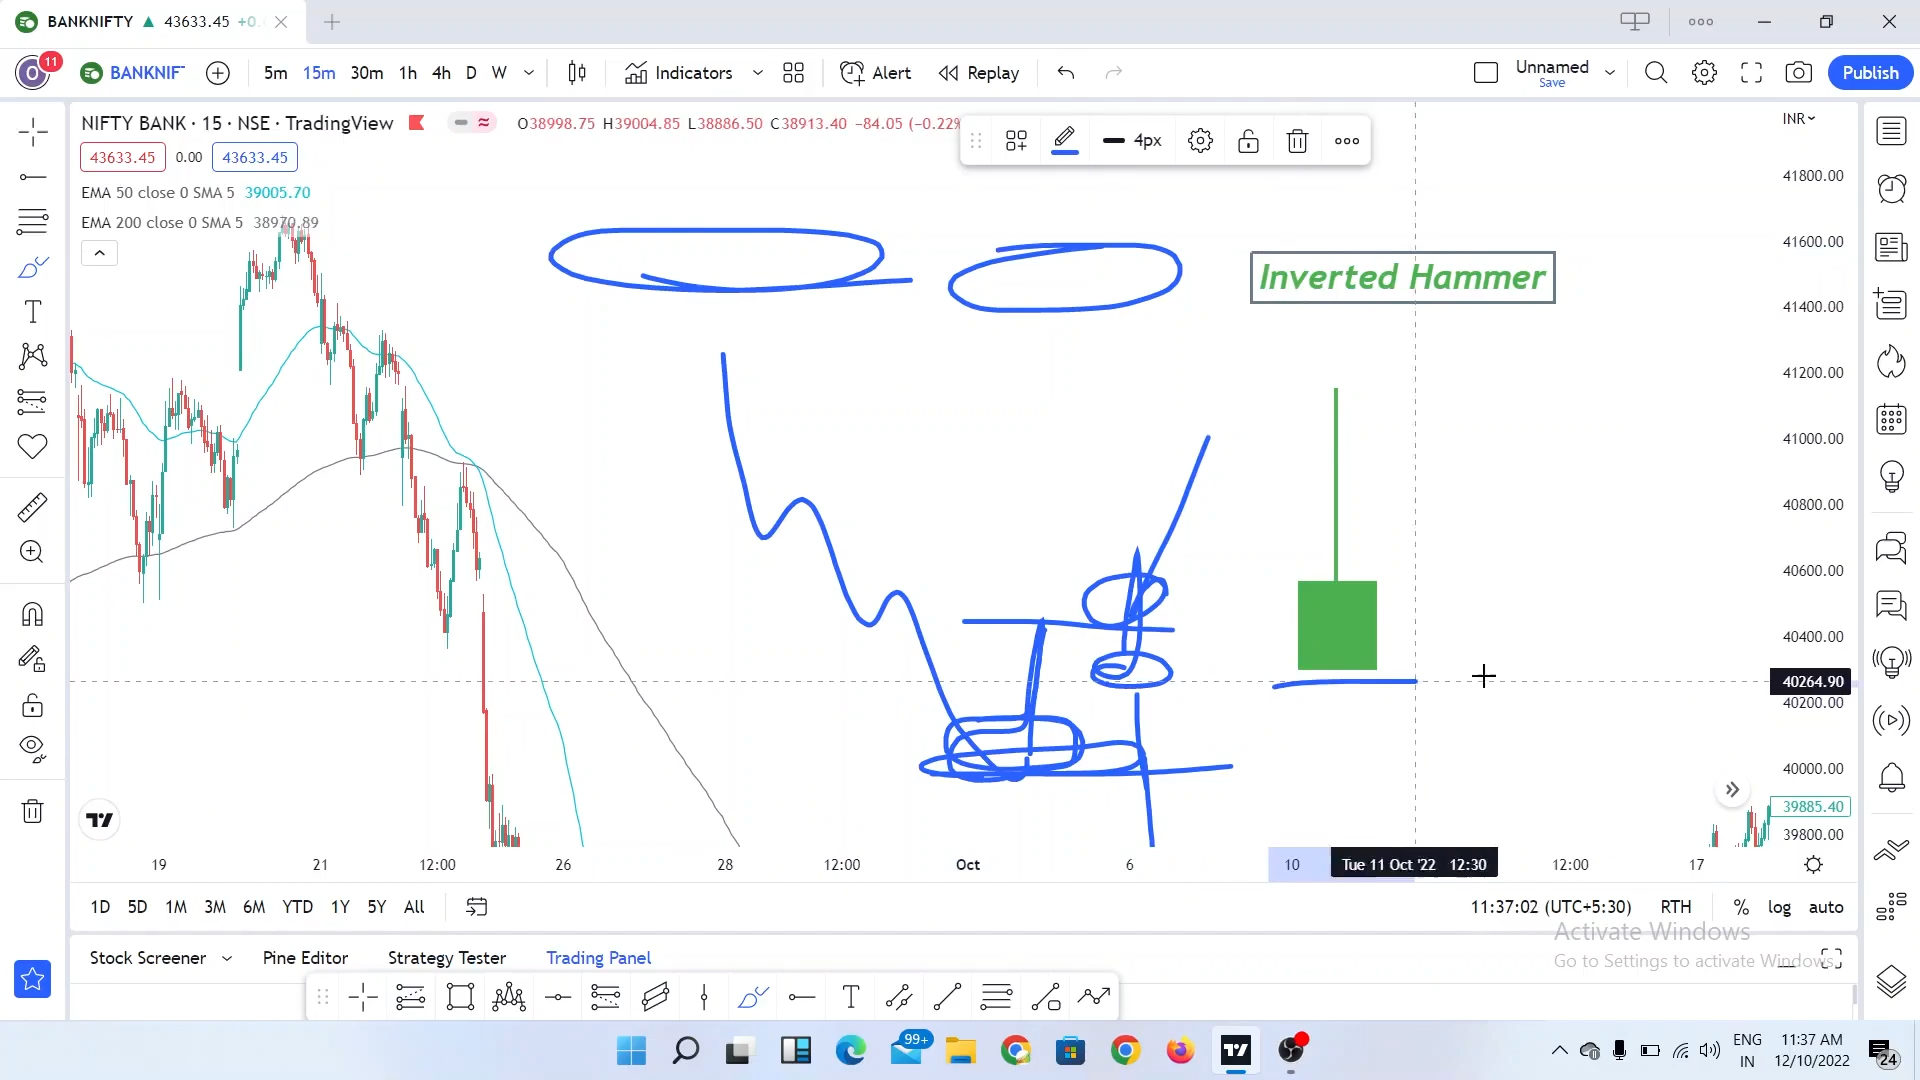 BANKNIFTY ▲ 43633.45 +0.
O 11 BANKNIF 5m 15m 30m 1h 4h D W Indicators Alert Replay Unnamed Save Publish
NIFTY BANK · 15 · NSE · TradingView O38998.75 H39004.85 L38886.50 C38913.40 −84.05 (−0.22% 4px INR
43633.45 0.00 43633.45
EMA 50 close 0 SMA 5 39005.70
EMA 200 close 0 SMA 5 38970.89
Inverted Hammer
41800.00
41600.00
41400.00
41200.00
41000.00
40800.00
40600.00
40400.00
40264.90
40200.00
40000.00
39885.40
39800.00
19 21 12:00 26 28 12:00 Oct 6 10 Tue 11 Oct '22 12:30 12:00 17
1D 5D 1M 3M 6M YTD 1Y 5Y All 11:37:02 (UTC+5:30) RTH % log auto
Activate Windows
Go to Settings to activate Windows.
Stock Screener Pine Editor Strategy Tester Trading Panel
99+ ENG IN 11:37 AM 12/10/2022 24